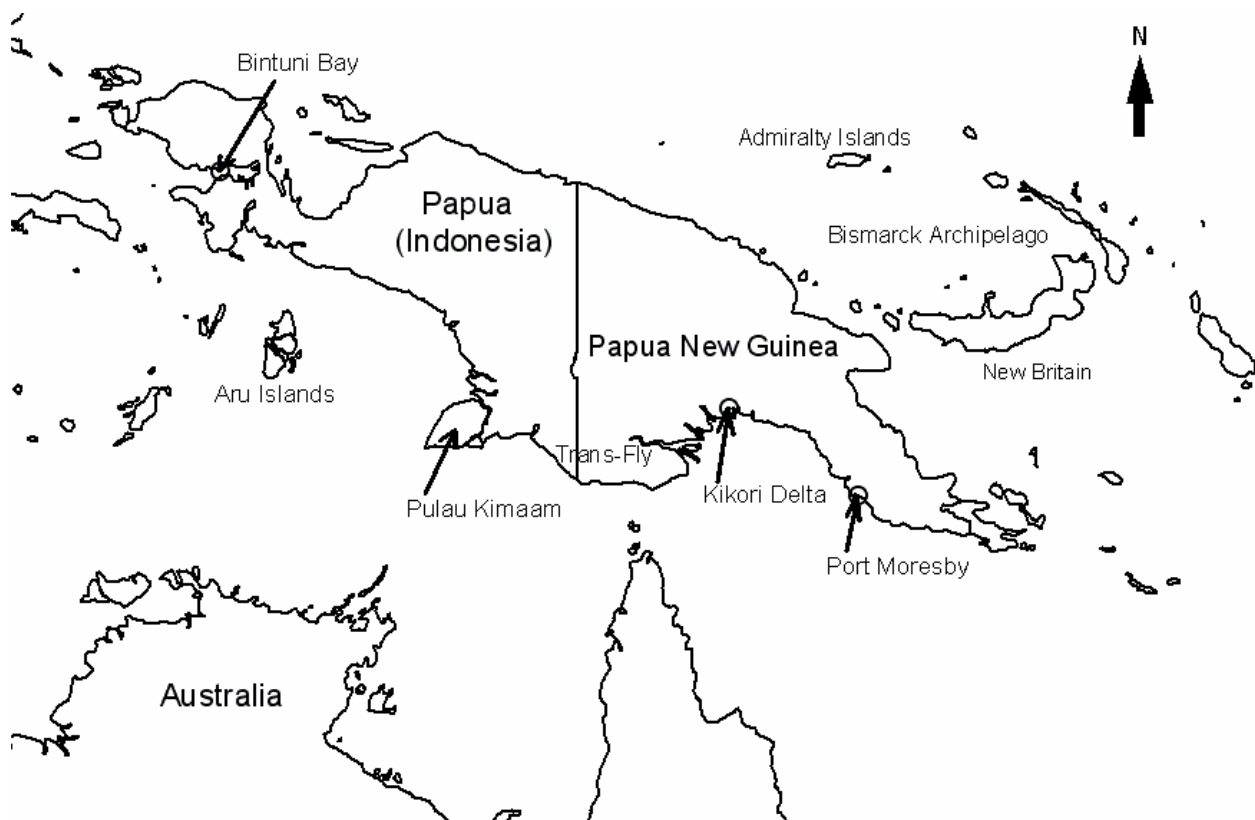 Bintuni Bay
N
Admiralty Islands
Papua
(Indonesia)
Bismarck Archipelago
Papua New Guinea
New Britain
Aru Islands
Trans-Fly
Kikori Delta
Pulau Kimaam
Port Moresby
Australia